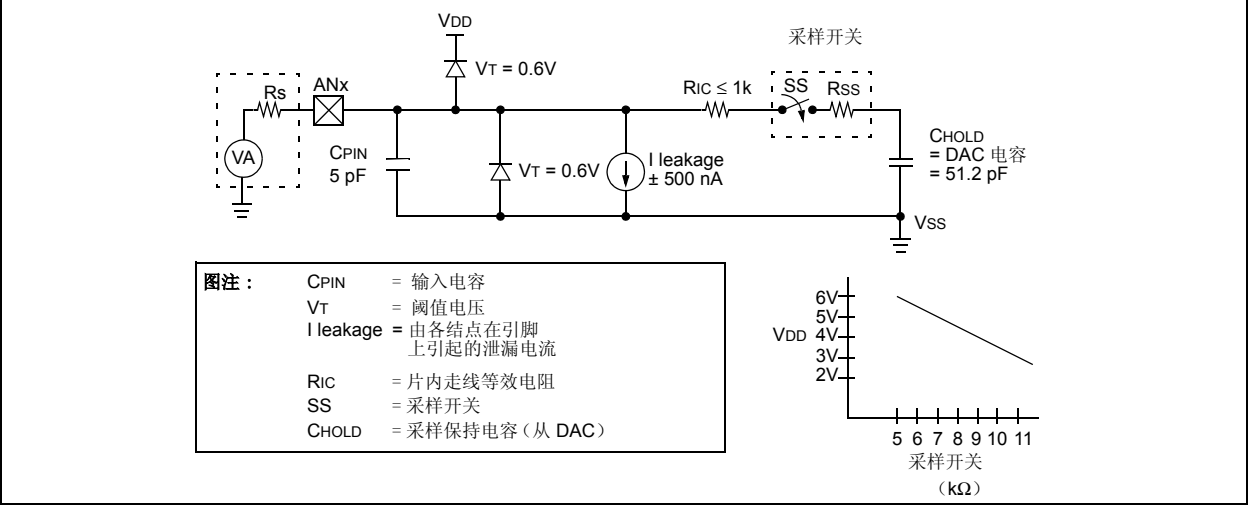 VDD
采样开关
VT = 0.6V
Rs
ANx
RIC ≤ 1k
SS
RSS
VA
CPIN
5 pF
VT = 0.6V
I leakage
± 500 nA
CHOLD
= DAC 电容
= 51.2 pF
VSS
图注：
CPIN = 输入电容
VT = 阈值电压
I leakage = 由各结点在引脚
上引起的泄漏电流
RIC = 片内走线等效电阻
SS = 采样开关
CHOLD = 采样保持电容（从 DAC）
6V
5V
VDD 4V
3V
2V
5 6 7 8 9 10 11
采样开关
（kΩ）